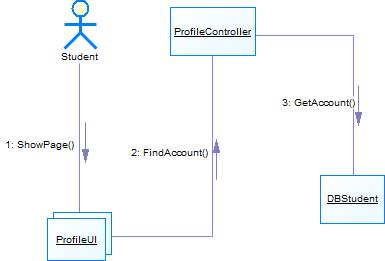 ProfileController
Student
3: GetAccount()
1: ShowPage()
2: FindAccount()
DBStudent
ProfileUI